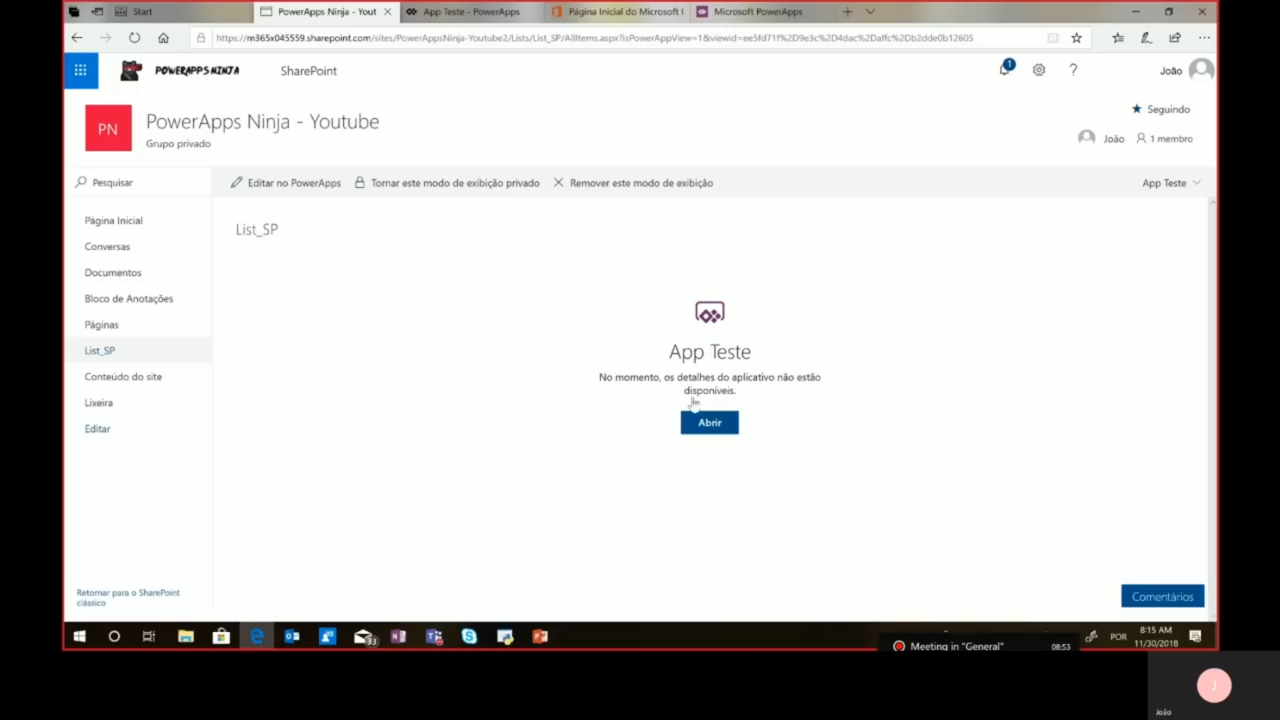 Start
PowerApps Ninja - Yout
App Teste - PowerApps
Página Inicial do Microsoft
Microsoft PowerApps
https://m365x045559.sharepoint.com/sites/PowerAppsNinja-Youtube2/Lists/List_SP/AllItems.aspx?isPowerAppView=1&viewid=ee5fd71f%2D9e3c%2D4dac%2Daffc%2Db2dde0b12605
POWERAPPS NINJA
SharePoint
1
?
João
PN
PowerApps Ninja - Youtube
Grupo privado
Seguindo
João
1 membro
Pesquisar
Editar no PowerApps
Tornar este modo de exibição privado
Remover este modo de exibição
App Teste
Página Inicial
Conversas
Documentos
Bloco de Anotações
Páginas
List_SP
Conteúdo do site
Lixeira
Editar
List_SP
App Teste
No momento, os detalhes do aplicativo não estão
disponíveis.
Abrir
Retornar para o SharePoint
clássico
Comentários
33
POR
8:15 AM
11/30/2018
Meeting in "General"
08:53
J
João